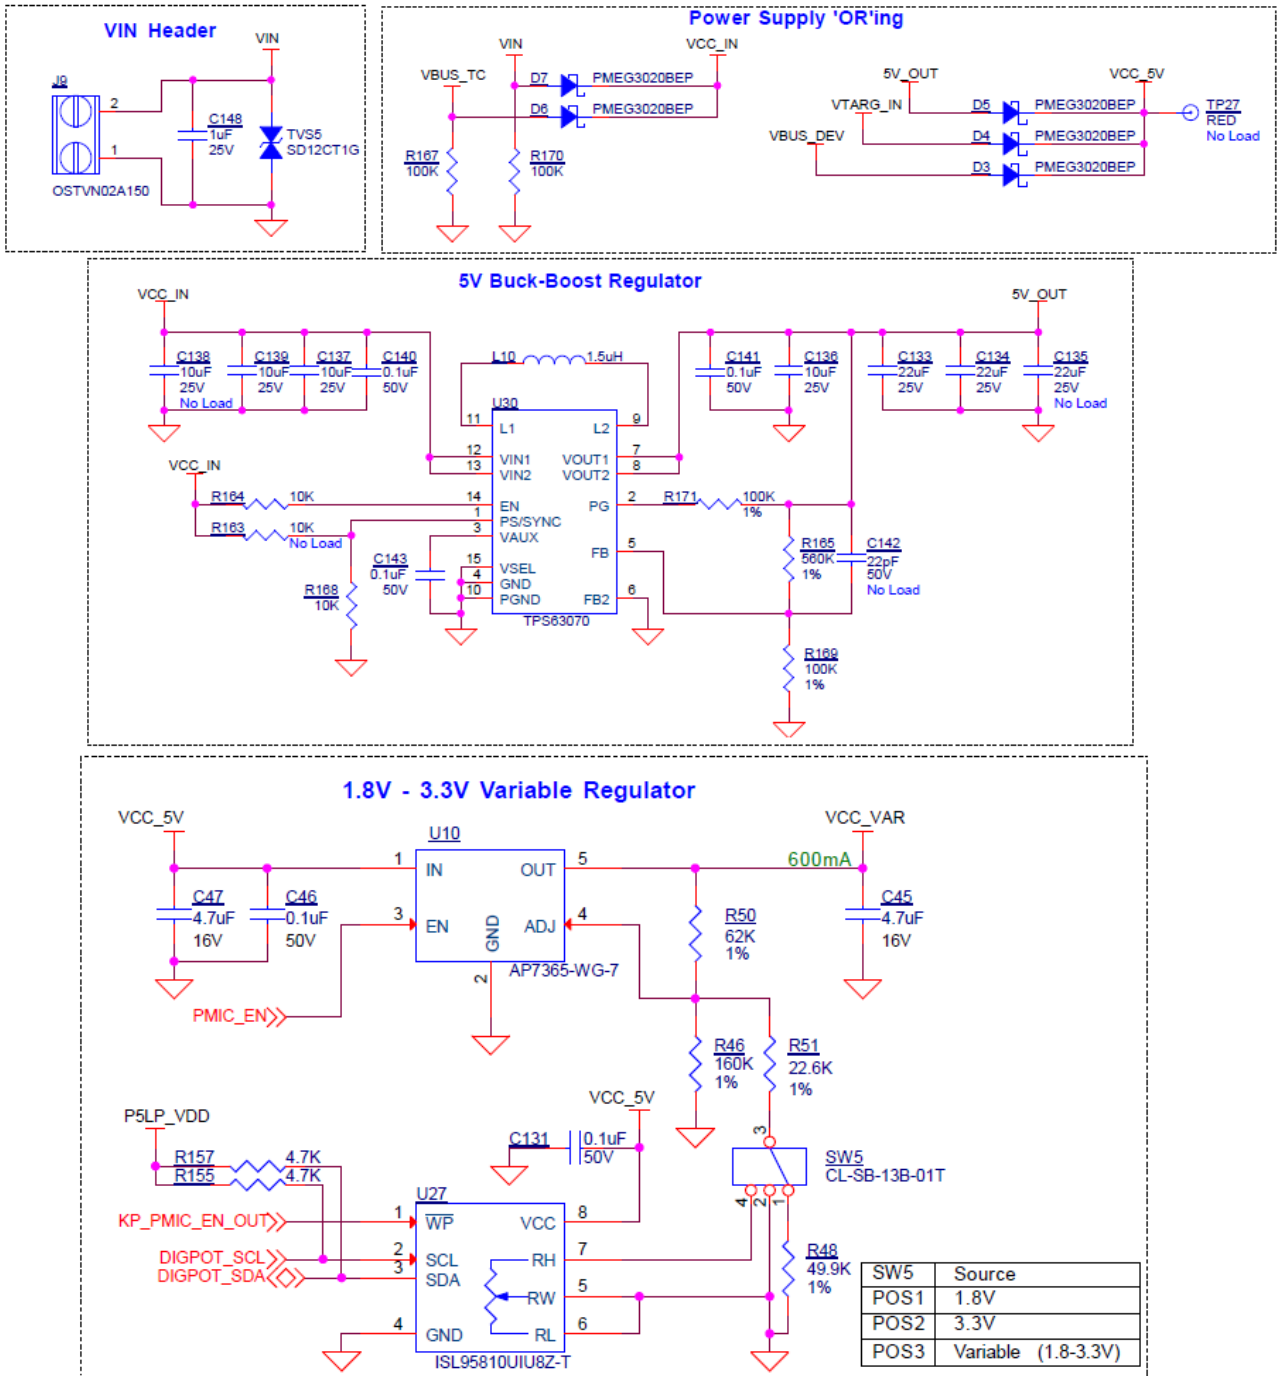 VIN Header
VIN
J9
2
1
OSTVN02A150
C148
1uF
25V
TVS5
SD12CT1G
Power Supply 'OR'ing
VIN
VCC_IN
VBUS_TC
D7
PMEG3020BEP
D6
PMEG3020BEP
R167
100K
R170
100K
5V_OUT
VCC_5V
VTARG_IN
VBUS_DEV
D5
PMEG3020BEP
D4
PMEG3020BEP
D3
PMEG3020BEP
TP27
RED
No Load
5V Buck-Boost Regulator
VCC_IN
5V_OUT
C138
10uF
25V
No Load
C139
10uF
25V
C137
10uF
25V
C140
0.1uF
50V
L10
1.5uH
C141
0.1uF
50V
C136
10uF
25V
C133
22uF
25V
C134
22uF
25V
C135
22uF
25V
No Load
U30
11
L1
L2
9
12
VIN1
VOUT1
7
13
VIN2
VOUT2
8
14
EN
PG
2
1
PS/SYNC
3
VAUX
FB
5
15
VSEL
4
GND
10
PGND
FB2
6
TPS63070
VCC_IN
R164
10K
R163
10K
No Load
R168
10K
C143
0.1uF
50V
R171
100K
1%
R165
560K
1%
C142
22pF
50V
No Load
R169
100K
1%
1.8V - 3.3V Variable Regulator
VCC_5V
VCC_VAR
U10
600mA
1
IN
OUT
5
3
EN
ADJ
4
GND
2
AP7365-WG-7
C47
4.7uF
16V
C46
0.1uF
50V
C45
4.7uF
16V
R50
62K
1%
PMIC_EN
R46
160K
1%
R51
22.6K
1%
VCC_5V
P5LP_VDD
C131
0.1uF
50V
R157
4.7K
R155
4.7K
3
SW5
CL-SB-13B-01T
4
2
1
U27
KP_PMIC_EN_OUT
1
WP
VCC
8
DIGPOT_SCL
2
SCL
RH
7
DIGPOT_SDA
3
SDA
RW
5
4
GND
RL
6
ISL95810UIU8Z-T
R48
49.9K
1%
SW5 Source
POS1 1.8V
POS2 3.3V
POS3 Variable (1.8-3.3V)